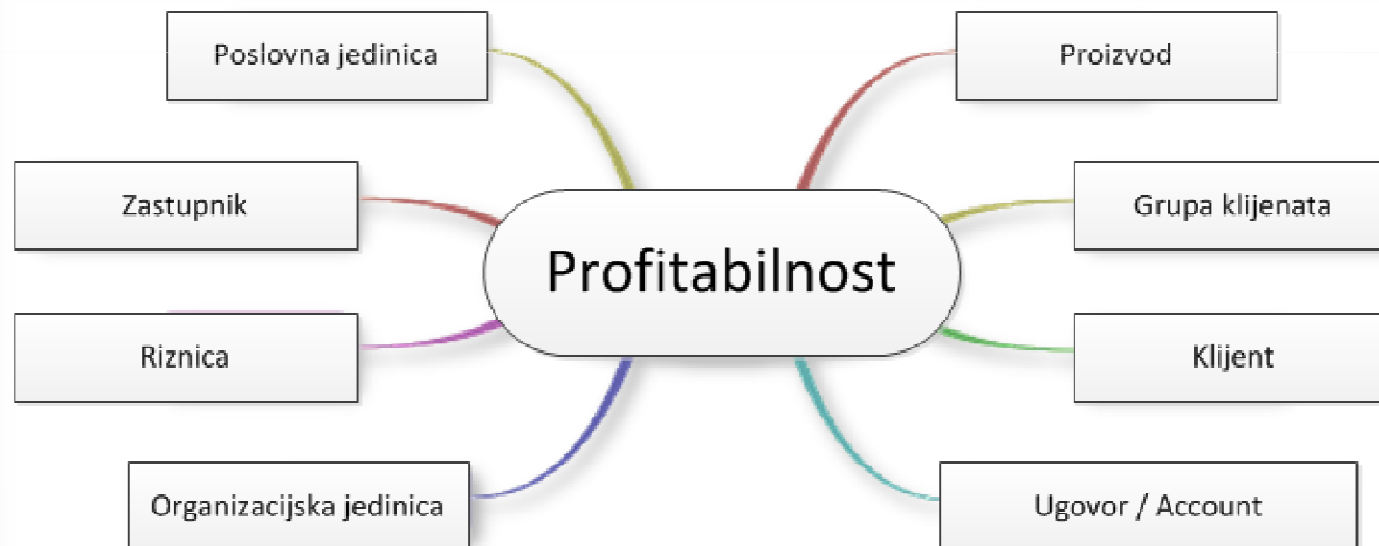 Poslovna jedinica
Proizvod
Zastupnik
Grupa klijenata
Profitabilnost
Riznica
Klijent
Organizacijska jedinica
Ugovor / Account